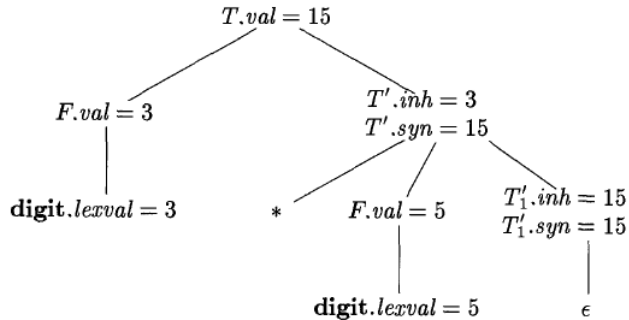 T.val = 15
F.val = 3
T′.inh = 3
T′.syn = 15
digit.lexval = 3
*
F.val = 5
T′₁.inh = 15
T′₁.syn = 15
digit.lexval = 5
ϵ